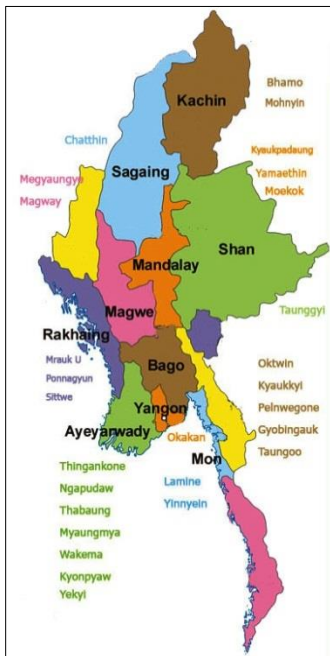 Kachin
Bhamo
Mohnyin
Chatthin
Kyaukpadaung
Sagaing
Yamaethin
Megyaungye
Moekok
Magway
Shan
Mandalay
Taunggyi
Magwe
Rakhaing
Mrauk U
Ponnagyun
Sittwe
Bago
Oktwin
Kyaukkyi
Yangon
Peinwegone
Ayeyarwady
Okakan
Gyobingauk
Mon
Taungoo
Thingankone
Lamine
Ngapudaw
Yinnyein
Thabaung
Myaungmya
Wakema
Kyonpyaw
Yekyi